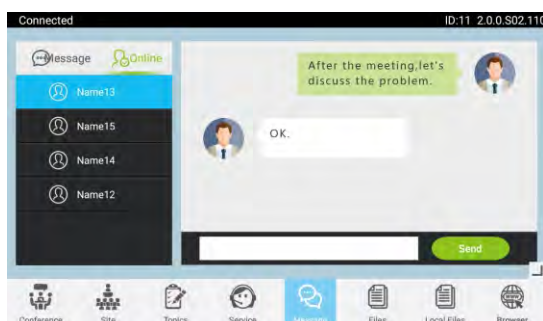 Connected
ID:11 2.0.0.S02.110
Message
Online
Name13
Name15
Name14
Name12
After the meeting,let's
discuss the problem.
OK.
Send
Conference
Site
Topics
Service
Message
Files
Local Files
Browser